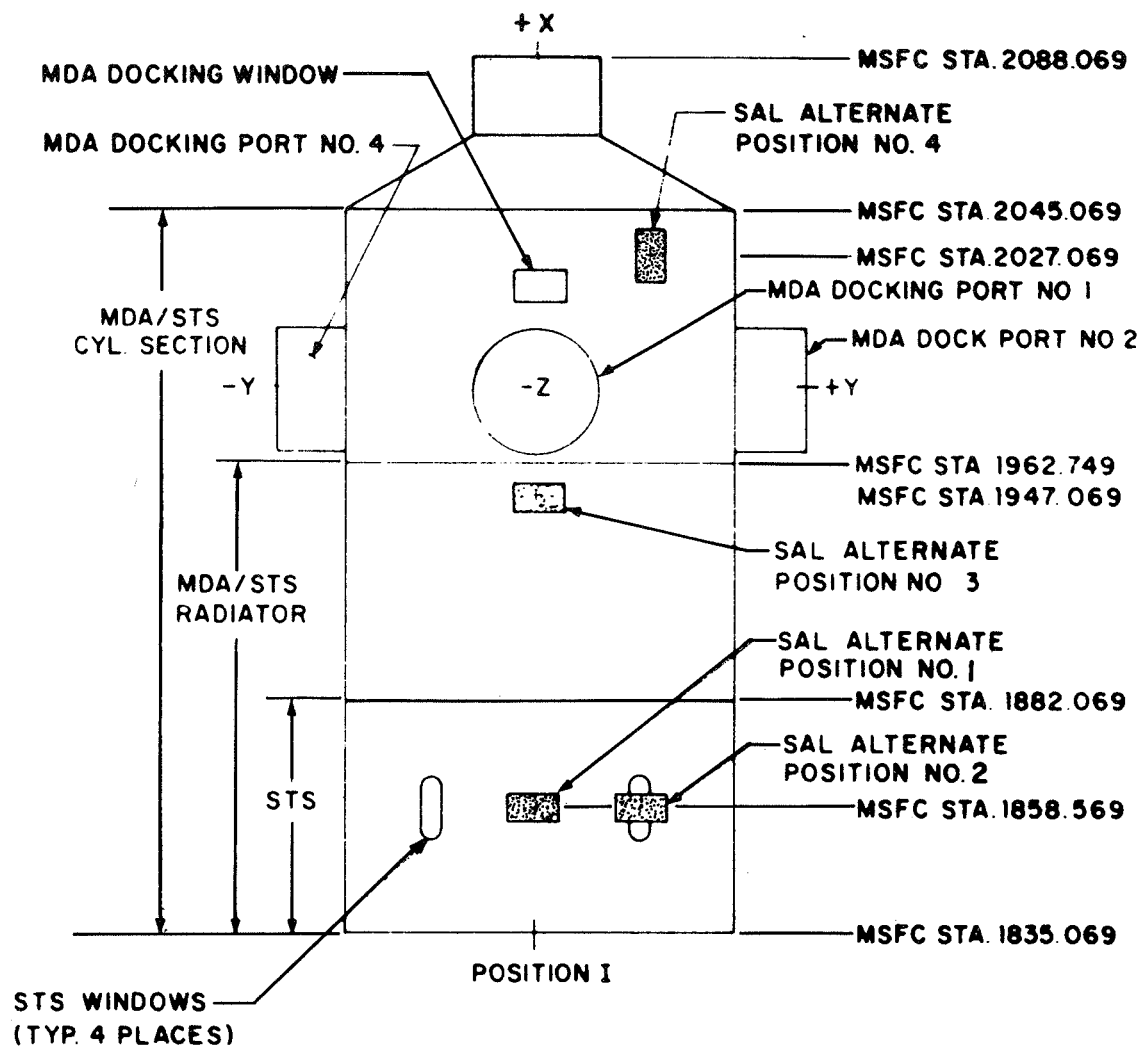 + X
MDA DOCKING WINDOW
MSFC STA. 2088.069
MDA DOCKING PORT NO. 4
SAL ALTERNATE
POSITION NO. 4
MSFC STA. 2045.069
MSFC STA. 2027.069
MDA DOCKING PORT NO 1
MDA/STS
CYL. SECTION
MDA DOCK PORT NO 2
-Y
-Z
+Y
MSFC STA 1962.749
MSFC STA. 1947.069
SAL ALTERNATE
POSITION NO 3
MDA/STS
RADIATOR
SAL ALTERNATE
POSITION NO. 1
MSFC STA. 1882.069
SAL ALTERNATE
POSITION NO. 2
STS
MSFC STA. 1858.569
MSFC STA. 1835.069
POSITION I
STS WINDOWS
(TYP. 4 PLACES)